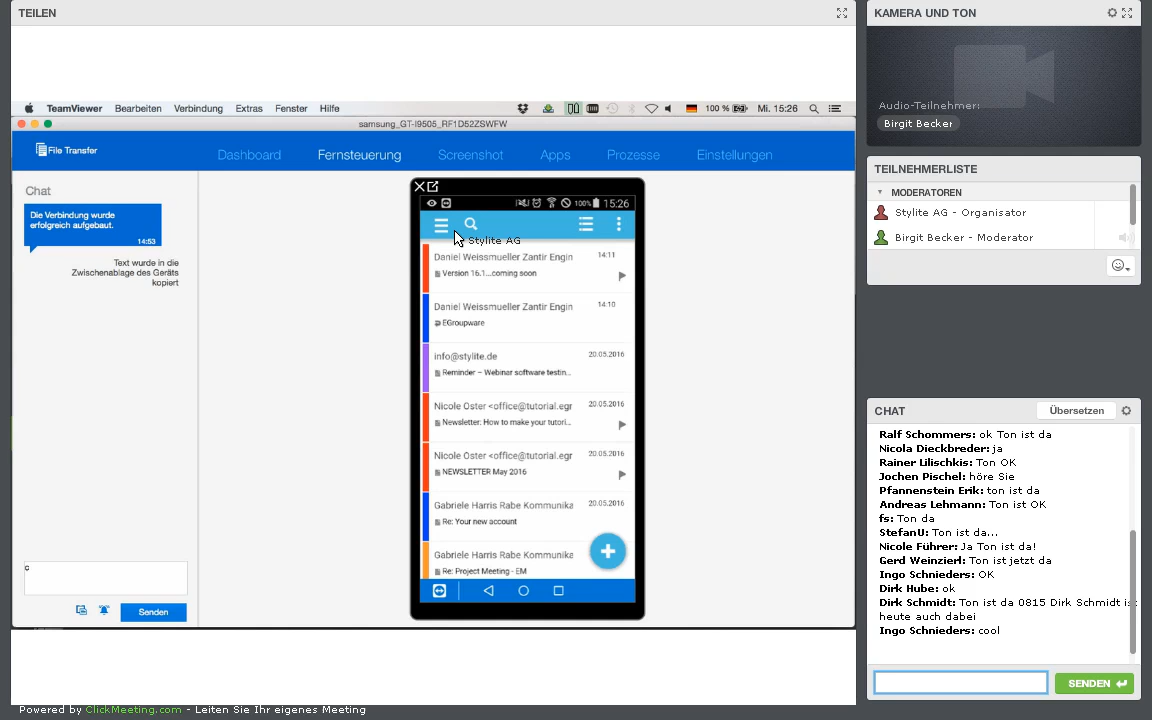 TEILEN
TeamViewer Bearbeiten Verbindung Extras Fenster Hilfe
100 % Mi. 15:26
samsung_GT-I9505_RF1D52ZSWFW
File Transfer
Dashboard Fernsteuerung Screenshot Apps Prozesse Einstellungen
Chat
Die Verbindung wurde
erfolgreich aufgebaut.
14:53
Text wurde in die
Zwischenablage des Geräts
kopiert
c
Senden
100% 15:26
Stylite AG
Daniel Weissmueller Zantir Engin 14:11
Version 16.1...coming soon
Daniel Weissmueller Zantir Engin 14:10
EGroupware
info@stylite.de 20.05.2016
Reminder – Webinar software testin...
Nicole Oster <office@tutorial.egr 20.05.2016
Newsletter: How to make your tutori...
Nicole Oster <office@tutorial.egr 20.05.2016
NEWSLETTER May 2016
Gabriele Harris Rabe Kommunika 20.05.2016
Re: Your new account
Gabriele Harris Rabe Kommunika
Re: Project Meeting - EM
KAMERA UND TON
Audio-Teilnehmer:
Birgit Becker
TEILNEHMERLISTE
MODERATOREN
Stylite AG - Organisator
Birgit Becker - Moderator
CHAT Übersetzen
Ralf Schommers: ok Ton ist da
Nicola Dieckbreder: ja
Rainer Lilischkis: Ton OK
Jochen Pischel: höre Sie
Pfannenstein Erik: ton ist da
Andreas Lehmann: Ton ist OK
fs: Ton da
StefanU: Ton ist da...
Nicole Führer: Ja Ton ist da!
Gerd Weinzierl: Ton ist jetzt da
Ingo Schnieders: OK
Dirk Hube: ok
Dirk Schmidt: Ton ist da 0815 Dirk Schmidt ist
heute auch dabei
Ingo Schnieders: cool
SENDEN
Powered by ClickMeeting.com - Leiten Sie Ihr eigenes Meeting